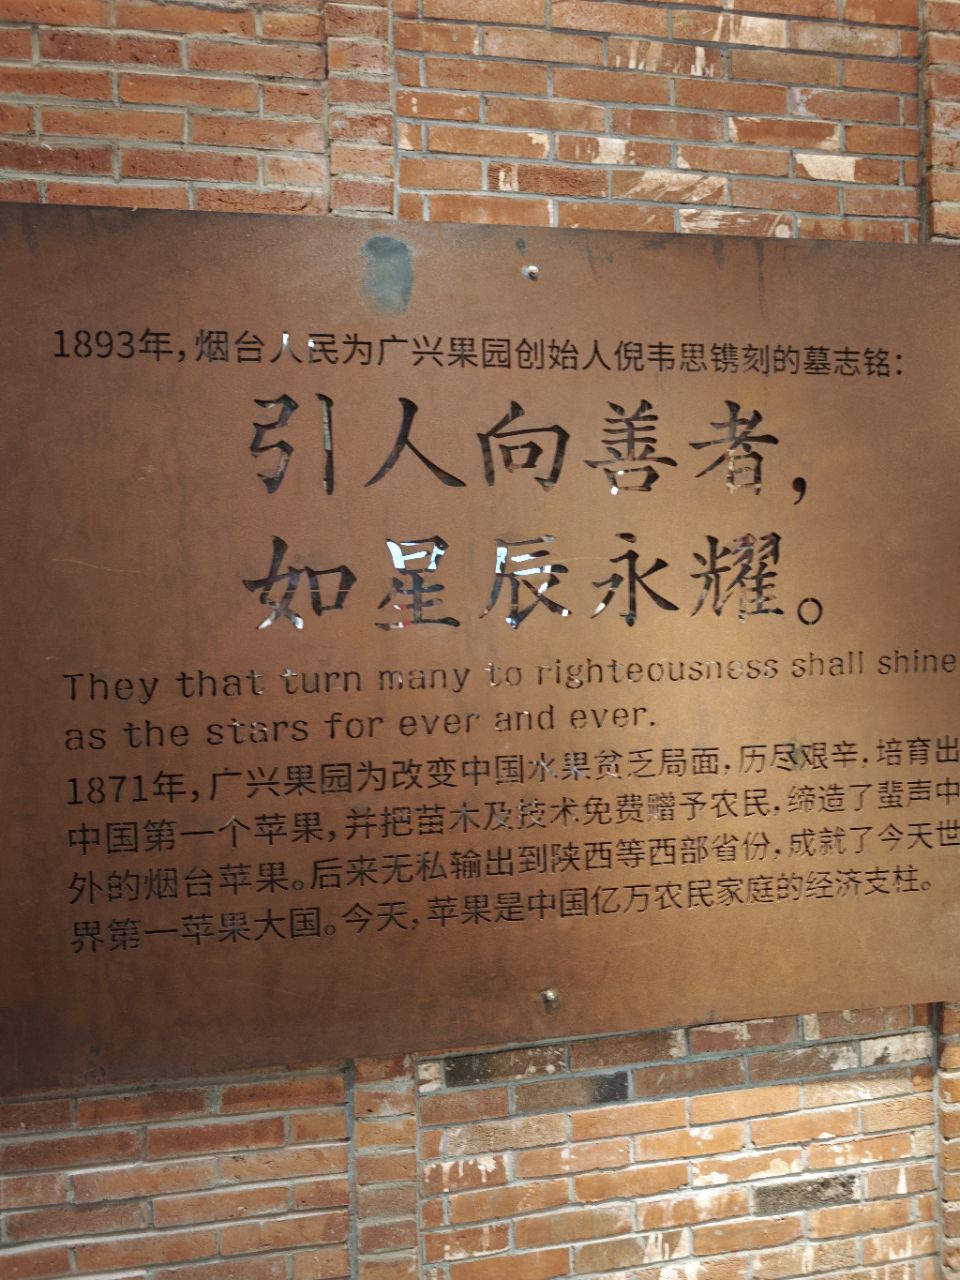 1893年，烟台人民为广兴果园创始人倪韦思镌刻的墓志铭：
引人向善者，
如星辰永耀。
They that turn many to righteousness shall shine
as the stars for ever and ever.
1871年，广兴果园为改变中国水果贫乏局面，历尽艰辛，培育出
中国第一个苹果，并把苗木及技术免费赠予农民，缔造了蜚声中
外的烟台苹果。后来无私输出到陕西等西部省份，成就了今天世
界第一苹果大国。今天，苹果是中国亿万农民家庭的经济支柱。